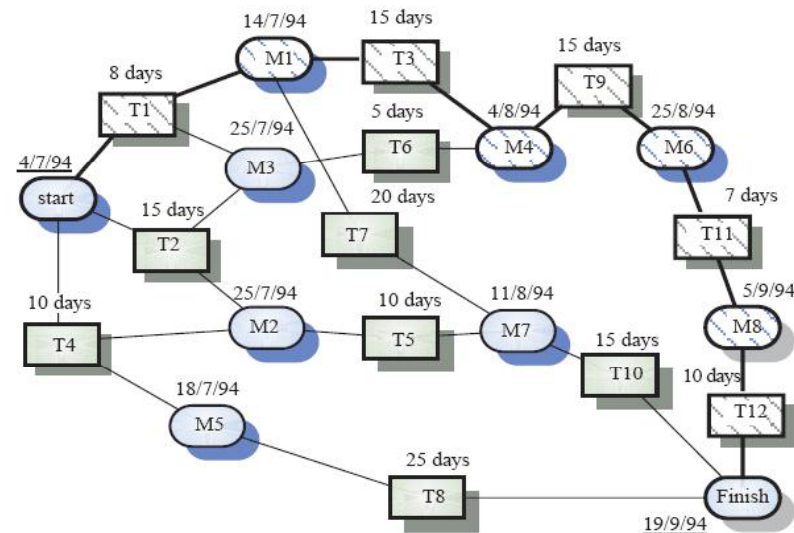 14/7/94
15 days
15 days
M1
T3
T9
8 days
T1
5 days
4/8/94
25/8/94
25/7/94
T6
M4
M6
4/7/94
M3
start
20 days
7 days
15 days
T7
T11
T2
10 days
25/7/94
10 days
11/8/94
5/9/94
T4
M2
T5
M7
15 days
M8
T10
10 days
18/7/94
T12
M5
25 days
T8
Finish
19/9/94